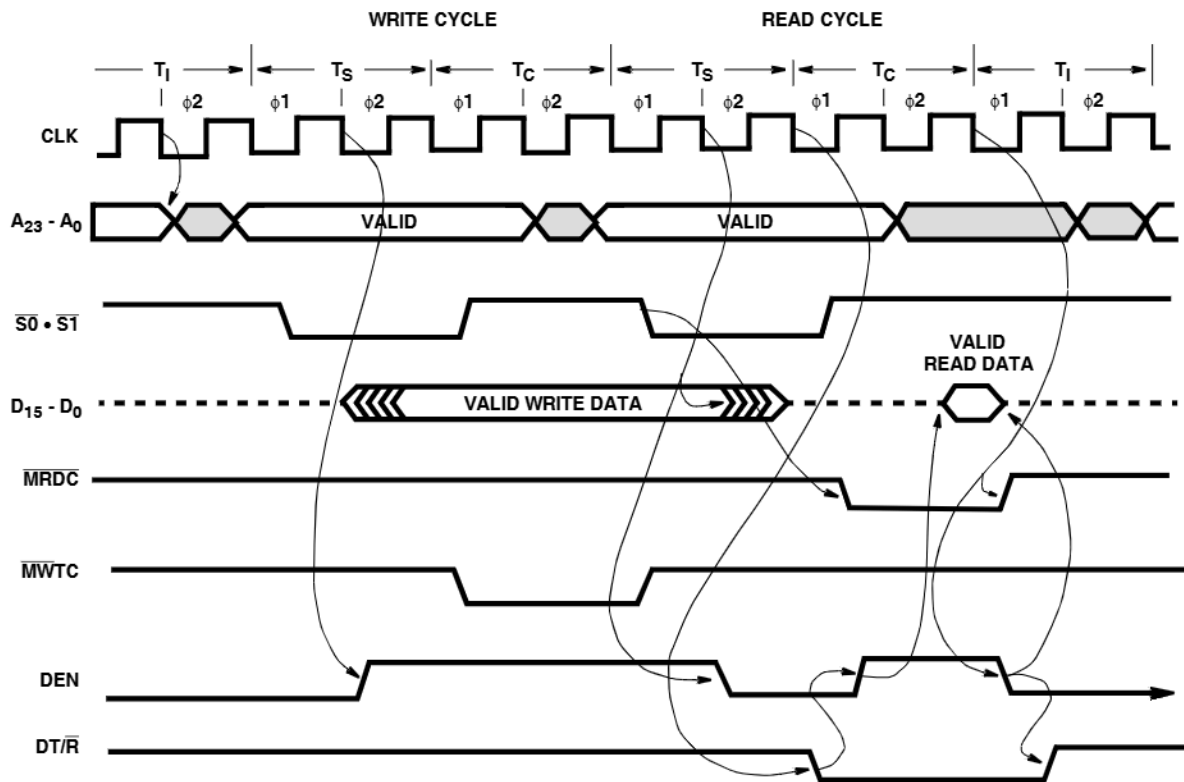 WRITE CYCLE READ CYCLE
T_I T_S T_C T_S T_C T_I
ϕ2 ϕ1 ϕ2 ϕ1 ϕ2 ϕ1 ϕ2 ϕ1 ϕ2 ϕ1 ϕ2
CLK
A23 - A0 VALID VALID
S0 • S1
VALID
READ DATA
D15 - D0 VALID WRITE DATA
MRDC
MWTC
DEN
DT/R